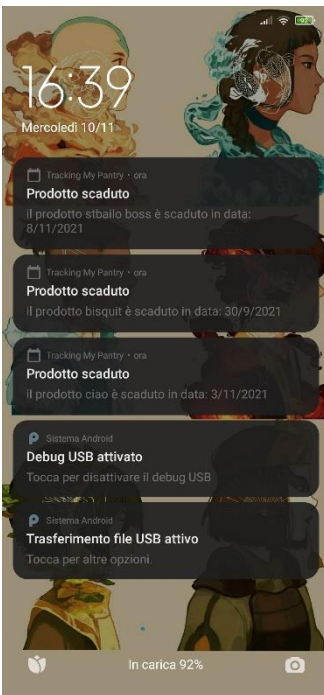 16:39
Mercoledì 10/11
Tracking My Pantry • ora
Prodotto scaduto
il prodotto stbailo boss è scaduto in data:
8/11/2021
Tracking My Pantry • ora
Prodotto scaduto
il prodotto bisquit è scaduto in data: 30/9/2021
Tracking My Pantry • ora
Prodotto scaduto
il prodotto ciao è scaduto in data: 3/11/2021
Sistema Android
Debug USB attivato
Tocca per disattivare il debug USB
Sistema Android
Trasferimento file USB attivo
Tocca per altre opzioni.
In carica 92%